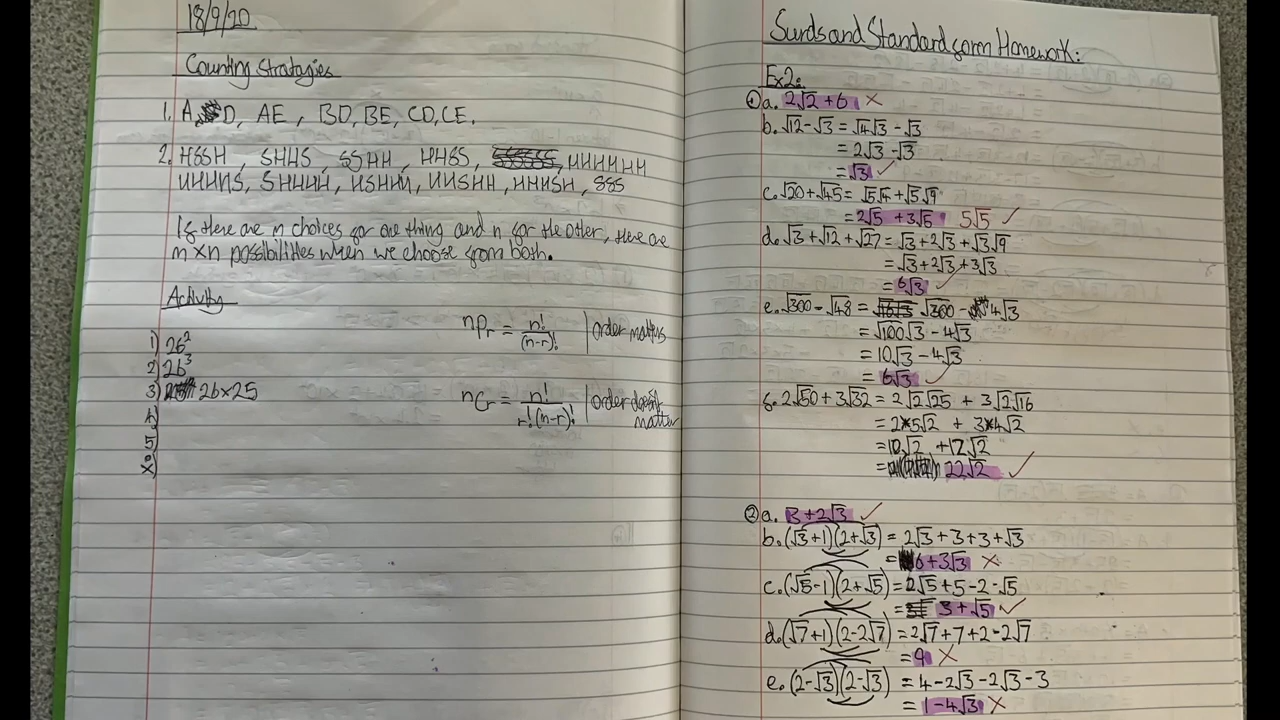 18/9/20
Counting Strategies
1. A D, AE, BD, BE, CD, CE.
2. HSSH, SHHS, SSHH, HHSS, HHHHHH
HHHHS, SHHHH, HSHHH, HHSHH, HHHSH, SSS
If there are m choices for one thing and n for the other, there are
m×n possibilities when we choose from both.
Activity
1) 26²
2) 26³
3) 26×25
4)
5)
nPr = n!/(n-r)! | order matters
nCr = n!/r!(n-r)! | order doesn't matter
Surds and Standard form Homework:
Ex2:
① a. 2√2 + 6 ✗
b. √12 - √3 = √4√3 - √3
= 2√3 - √3
= √3 ✓
c. √20 + √45 = √5√4 + √5√9
= 2√5 + 3√5 5√5 ✓
d. √3 + √12 + √27 = √3 + 2√3 + √3√9
= √3 + 2√3 + 3√3
= 6√3 ✓
e. √300 - √48 = √300 - 4√3
= √100√3 - 4√3
= 10√3 - 4√3
= 6√3 ✓
f. 2√50 + 3√32 = 2√2√25 + 3√2√16
= 2*5√2 + 3*4√2
= 10√2 + 12√2
= 22√2 ✓
② a. 3 + 2√3 ✓
b. (√3+1)(2+√3) = 2√3 + 3 + 3 + √3
= 6 + 3√3 ✗
c. (√5-1)(2+√5) = 2√5 + 5 - 2 - √5
= 3 + √5 ✓
d. (√7+1)(2-2√7) = 2√7 + 7 + 2 - 2√7
= 9 ✗
e. (2-√3)(2-√3) = 4 - 2√3 - 2√3 - 3
= 1 - 4√3 ✗